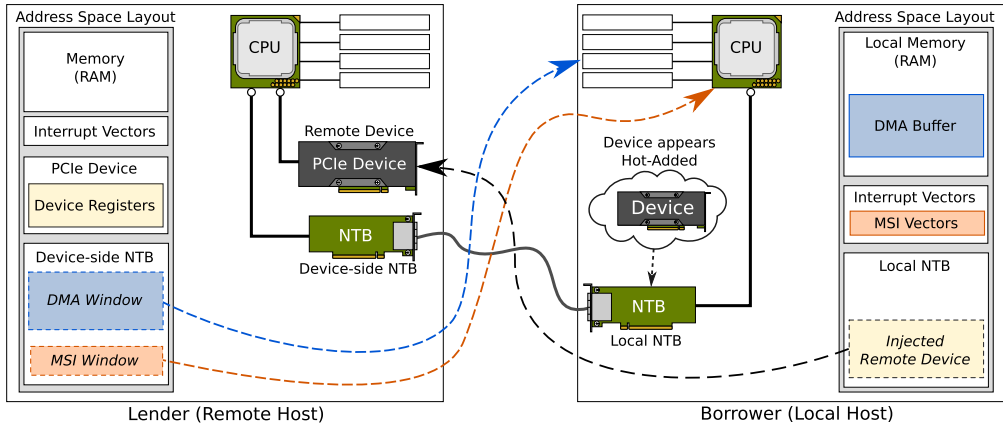 Address Space Layout
Memory
(RAM)
Interrupt Vectors
PCIe Device
Device Registers
Device-side NTB
DMA Window
MSI Window
CPU
Remote Device
PCIe Device
NTB
Device-side NTB
Lender (Remote Host)
CPU
Device appears
Hot-Added
Device
NTB
Local NTB
Address Space Layout
Local Memory
(RAM)
DMA Buffer
Interrupt Vectors
MSI Vectors
Local NTB
Injected
Remote Device
Borrower (Local Host)